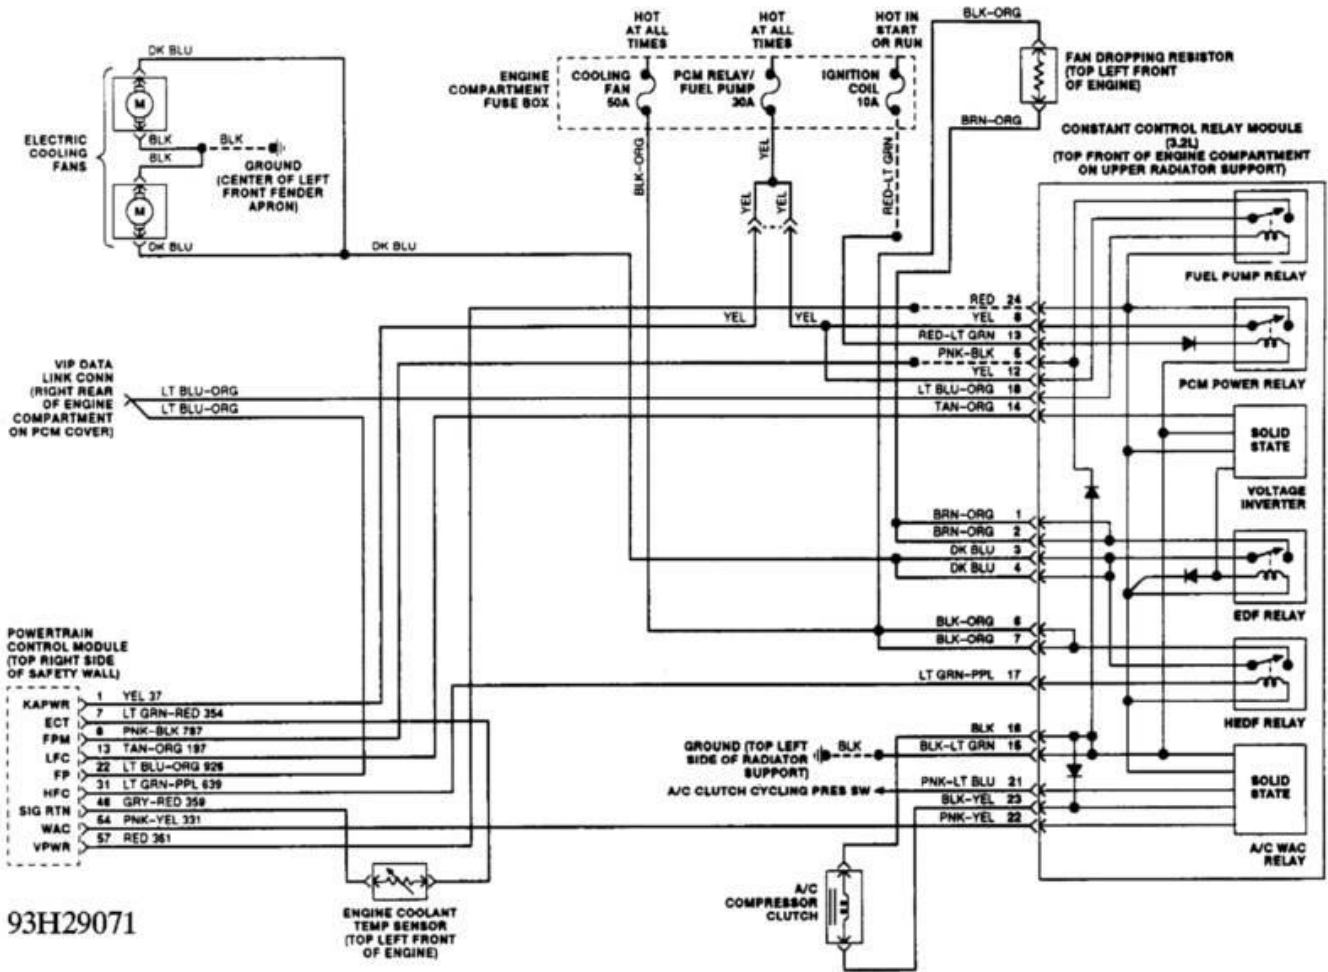 DK BLU
M
BLK
BLK
BLK
M
DK BLU
ELECTRIC
COOLING
FANS
GROUND
(CENTER OF LEFT
FRONT FENDER
APRON)
DK BLU
HOT
AT ALL
TIMES
HOT
AT ALL
TIMES
HOT IN
START
OR RUN
ENGINE
COMPARTMENT
FUSE BOX
COOLING
FAN
50A
PCM RELAY/
FUEL PUMP
30A
IGNITION
COIL
10A
BLK-ORG
YEL
YEL
YEL
RED-LT GRN
BLK-ORG
FAN DROPPING RESISTOR
(TOP LEFT FRONT
OF ENGINE)
BRN-ORG
CONSTANT CONTROL RELAY MODULE
(3.2L)
(TOP FRONT OF ENGINE COMPARTMENT
ON UPPER RADIATOR SUPPORT)
FUEL PUMP RELAY
PCM POWER RELAY
SOLID
STATE
VOLTAGE
INVERTER
EDF RELAY
HEDF RELAY
SOLID
STATE
A/C WAC
RELAY
YEL
YEL
RED 24
YEL 8
RED-LT GRN 13
PNK-BLK 5
YEL 12
LT BLU-ORG 18
TAN-ORG 14
BRN-ORG 1
BRN-ORG 2
DK BLU 3
DK BLU 4
BLK-ORG 6
BLK-ORG 7
LT GRN-PPL 17
BLK 16
BLK-LT GRN 15
PNK-LT BLU 21
BLK-YEL 23
PNK-YEL 22
VIP DATA
LINK CONN
(RIGHT REAR
OF ENGINE
COMPARTMENT
ON PCM COVER)
LT BLU-ORG
LT BLU-ORG
POWERTRAIN
CONTROL MODULE
(TOP RIGHT SIDE
OF SAFETY WALL)
KAPWR 1 YEL 37
ECT 7 LT GRN-RED 354
FPM 8 PNK-BLK 787
LFC 13 TAN-ORG 197
FP 22 LT BLU-ORG 926
HFC 31 LT GRN-PPL 639
SIG RTN 46 GRY-RED 359
WAC 54 PNK-YEL 331
VPWR 57 RED 361
GROUND (TOP LEFT
SIDE OF RADIATOR
SUPPORT)
BLK
A/C CLUTCH CYCLING PRES SW
A/C
COMPRESSOR
CLUTCH
ENGINE COOLANT
TEMP SENSOR
(TOP LEFT FRONT
OF ENGINE)
93H29071